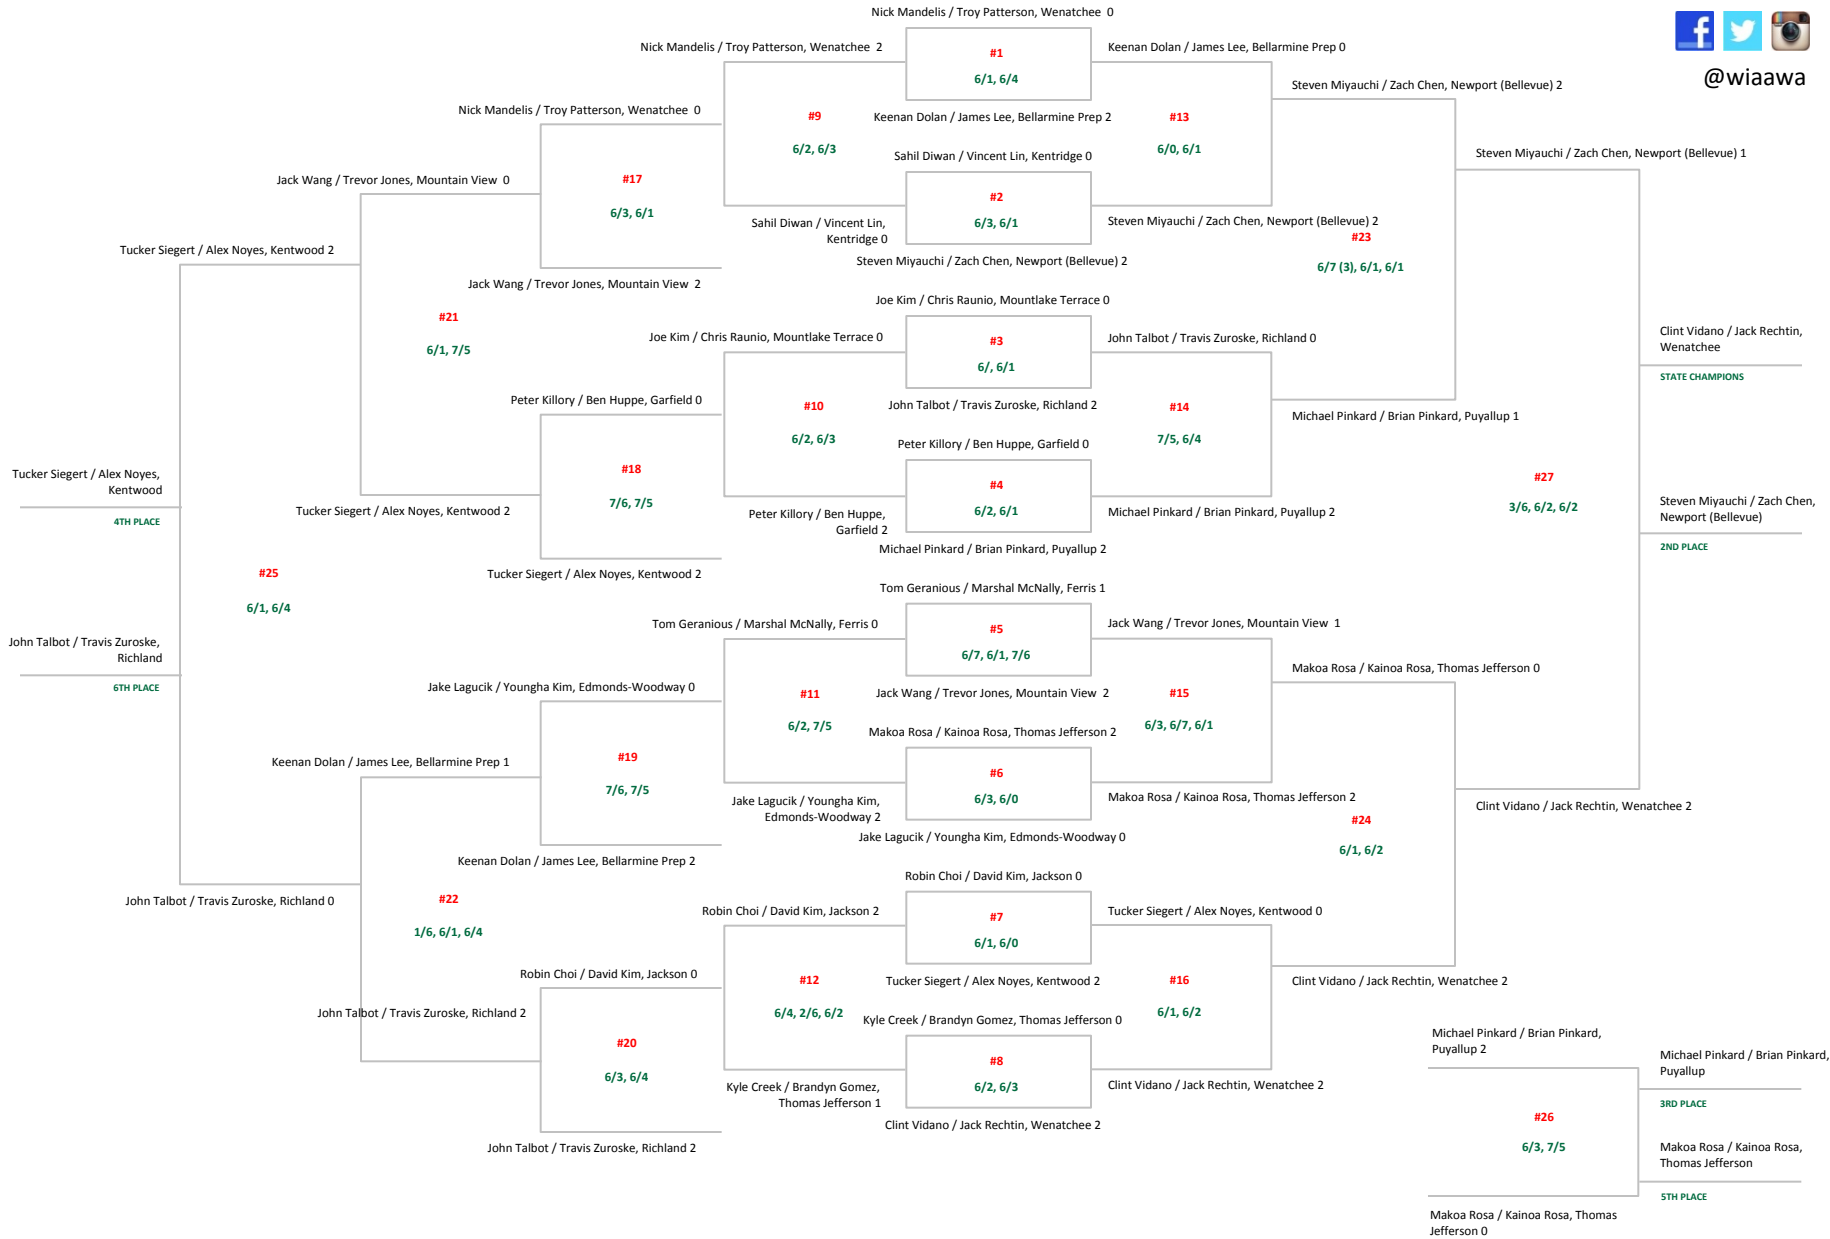 Nick Mandelis / Troy Patterson, Wenatchee 0
@wiaawa
Nick Mandelis / Troy Patterson, Wenatchee 2
#1
6/1, 6/4
Keenan Dolan / James Lee, Bellarmine Prep 0
Steven Miyauchi / Zach Chen, Newport (Bellevue) 2
Nick Mandelis / Troy Patterson, Wenatchee 0
#9
6/2, 6/3
Keenan Dolan / James Lee, Bellarmine Prep 2
#13
6/0, 6/1
Sahil Diwan / Vincent Lin, Kentridge 0
Steven Miyauchi / Zach Chen, Newport (Bellevue) 1
Jack Wang / Trevor Jones, Mountain View 0
#17
6/3, 6/1
#2
6/3, 6/1
Sahil Diwan / Vincent Lin,
Kentridge 0
Steven Miyauchi / Zach Chen, Newport (Bellevue) 2
#23
6/7 (3), 6/1, 6/1
Tucker Siegert / Alex Noyes, Kentwood 2
Steven Miyauchi / Zach Chen, Newport (Bellevue) 2
Jack Wang / Trevor Jones, Mountain View 2
Joe Kim / Chris Raunio, Mountlake Terrace 0
#21
6/1, 7/5
Joe Kim / Chris Raunio, Mountlake Terrace 0
#3
6/, 6/1
John Talbot / Travis Zuroske, Richland 0
Clint Vidano / Jack Rechtin,
Wenatchee
STATE CHAMPIONS
Peter Killory / Ben Huppe, Garfield 0
#10
6/2, 6/3
John Talbot / Travis Zuroske, Richland 2
#14
7/5, 6/4
Michael Pinkard / Brian Pinkard, Puyallup 1
Peter Killory / Ben Huppe, Garfield 0
Tucker Siegert / Alex Noyes,
Kentwood
4TH PLACE
#18
7/6, 7/5
#4
6/2, 6/1
#27
3/6, 6/2, 6/2
Tucker Siegert / Alex Noyes, Kentwood 2
Peter Killory / Ben Huppe,
Garfield 2
Michael Pinkard / Brian Pinkard, Puyallup 2
Steven Miyauchi / Zach Chen,
Newport (Bellevue)
2ND PLACE
Michael Pinkard / Brian Pinkard, Puyallup 2
Tucker Siegert / Alex Noyes, Kentwood 2
#25
6/1, 6/4
Tom Geranious / Marshal McNally, Ferris 1
Tom Geranious / Marshal McNally, Ferris 0
#5
6/7, 6/1, 7/6
Jack Wang / Trevor Jones, Mountain View 1
John Talbot / Travis Zuroske,
Richland
6TH PLACE
Makoa Rosa / Kainoa Rosa, Thomas Jefferson 0
Jake Lagucik / Youngha Kim, Edmonds-Woodway 0
#11
6/2, 7/5
Jack Wang / Trevor Jones, Mountain View 2
#15
6/3, 6/7, 6/1
Makoa Rosa / Kainoa Rosa, Thomas Jefferson 2
Keenan Dolan / James Lee, Bellarmine Prep 1
#19
7/6, 7/5
#6
6/3, 6/0
Jake Lagucik / Youngha Kim,
Edmonds-Woodway 2
Makoa Rosa / Kainoa Rosa, Thomas Jefferson 2
Clint Vidano / Jack Rechtin, Wenatchee 2
#24
6/1, 6/2
Jake Lagucik / Youngha Kim, Edmonds-Woodway 0
Keenan Dolan / James Lee, Bellarmine Prep 2
Robin Choi / David Kim, Jackson 0
John Talbot / Travis Zuroske, Richland 0
#22
1/6, 6/1, 6/4
Robin Choi / David Kim, Jackson 2
#7
6/1, 6/0
Tucker Siegert / Alex Noyes, Kentwood 0
Robin Choi / David Kim, Jackson 0
#12
6/4, 2/6, 6/2
Tucker Siegert / Alex Noyes, Kentwood 2
#16
6/1, 6/2
Clint Vidano / Jack Rechtin, Wenatchee 2
John Talbot / Travis Zuroske, Richland 2
Kyle Creek / Brandyn Gomez, Thomas Jefferson 0
#20
6/3, 6/4
#8
6/2, 6/3
Kyle Creek / Brandyn Gomez,
Thomas Jefferson 1
Clint Vidano / Jack Rechtin, Wenatchee 2
Clint Vidano / Jack Rechtin, Wenatchee 2
John Talbot / Travis Zuroske, Richland 2
Michael Pinkard / Brian Pinkard,
Puyallup 2
Michael Pinkard / Brian Pinkard,
Puyallup
3RD PLACE
#26
6/3, 7/5
Makoa Rosa / Kainoa Rosa,
Thomas Jefferson
5TH PLACE
Makoa Rosa / Kainoa Rosa, Thomas
Jefferson 0